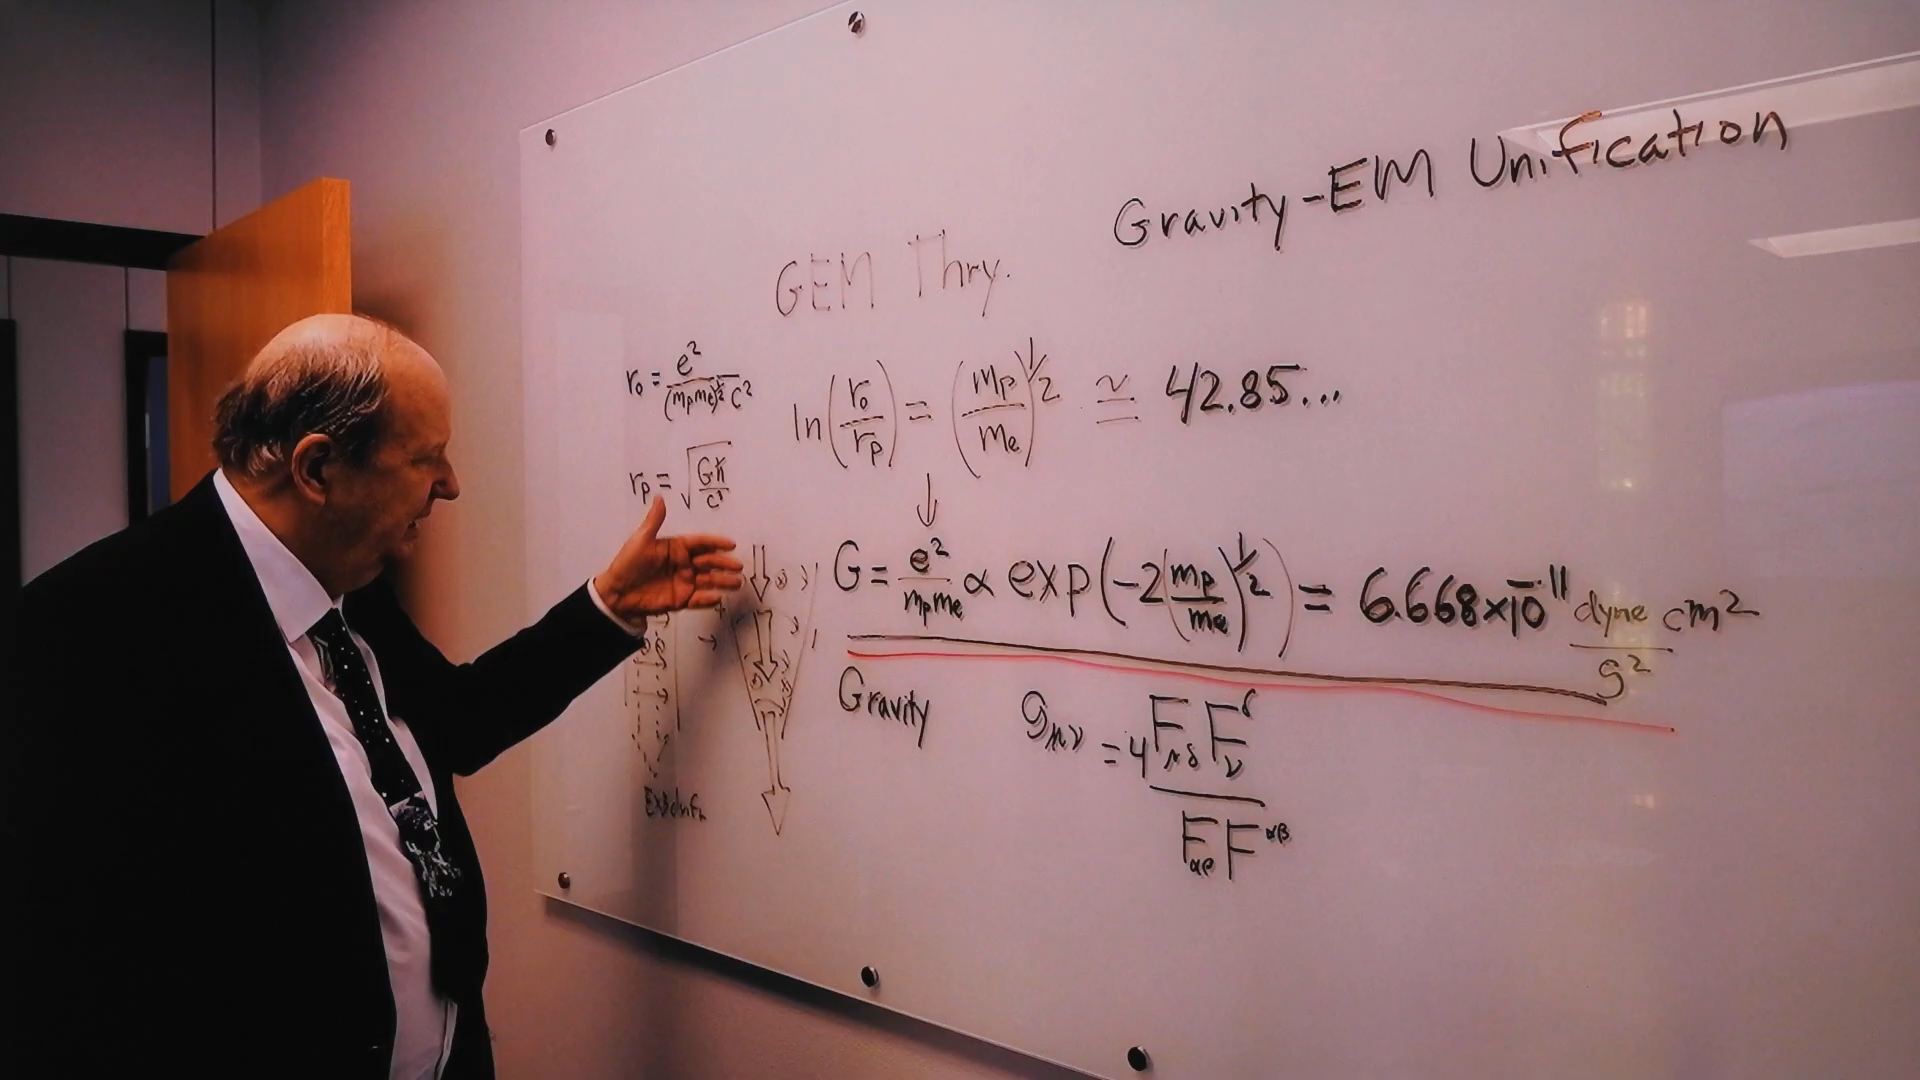 Gravity-EM Unification
GEM Thry.
r₀ = e²/(mₚmₑ)^½ c²
ln(r₀/rₚ) = (mₚ/mₑ)^1/2 ≃ 42.85...
rₚ = √(Għ/c³)
↓
G = e²/mₚmₑ α exp(-2(mₚ/mₑ)^1/2) = 6.668×10⁻¹¹ dyne cm²/g²
Gravity g_μν = 4 F_μδ F_ν^δ / F_αβ F^αβ